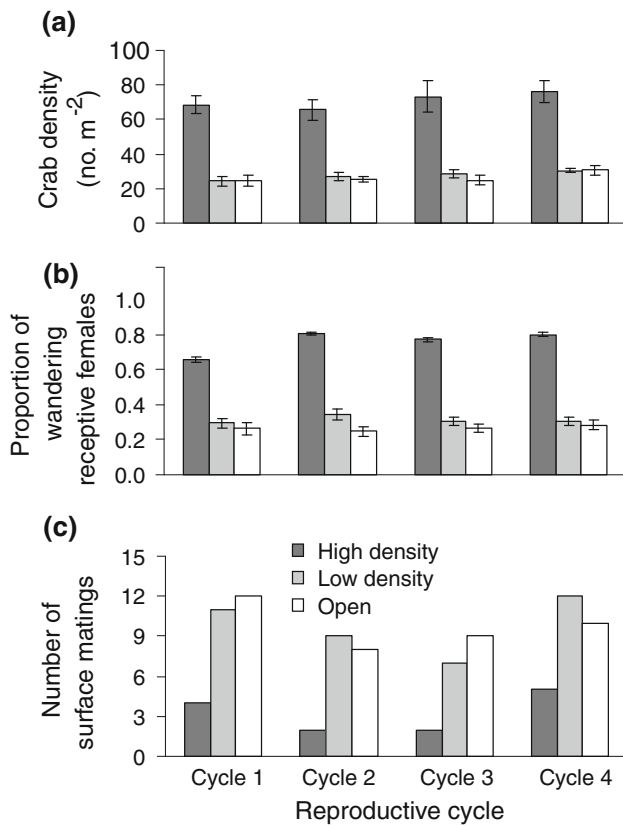 (a)
Crab density
(no. m⁻²)
100
80
60
40
20
0
(b)
Proportion of
wandering
receptive females
1.0
0.8
0.6
0.4
0.2
0.0
(c)
Number of
surface matings
15
12
9
6
3
0
High density
Low density
Open
Cycle 1 Cycle 2 Cycle 3 Cycle 4
Reproductive cycle